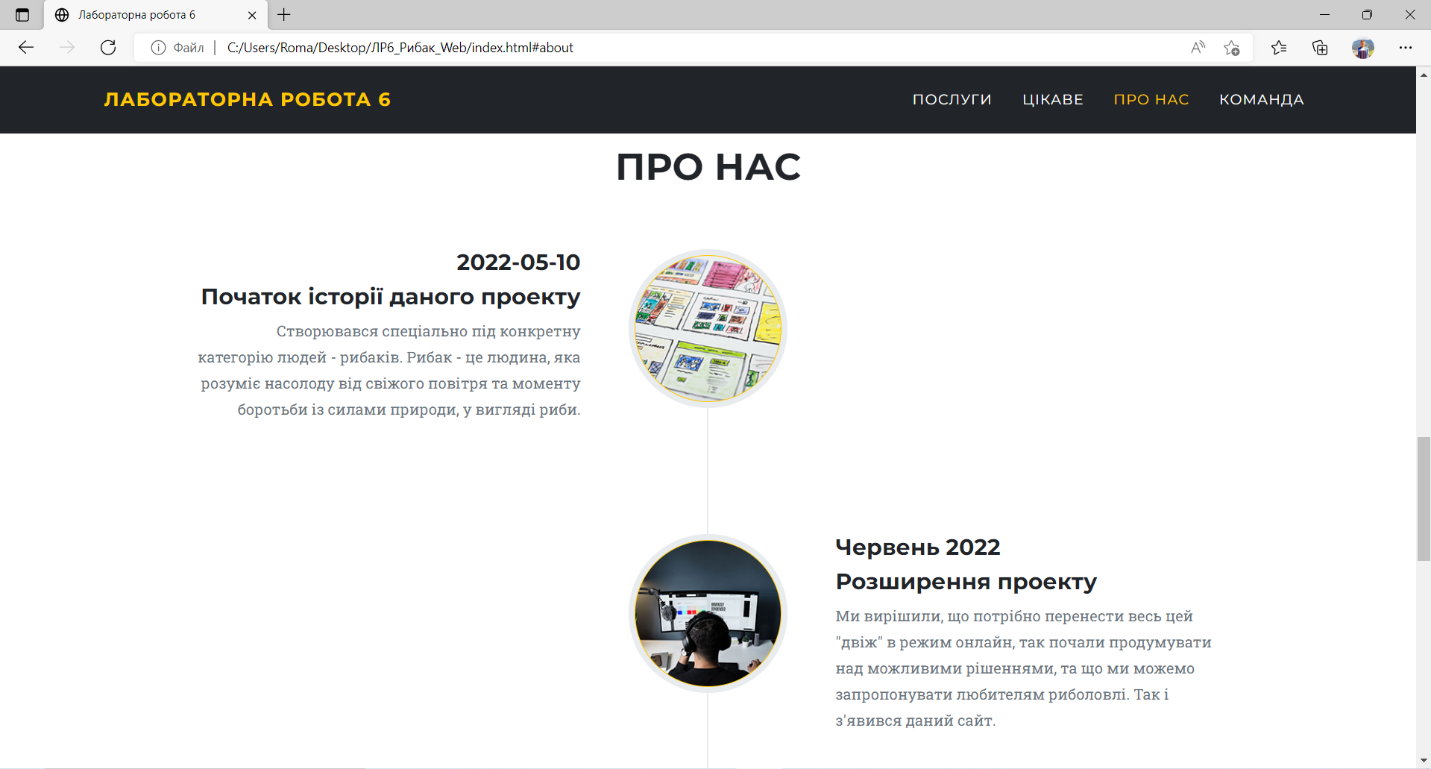 Лабораторна робота 6
Файл
C:/Users/Roma/Desktop/ЛР6_Рибак_Web/index.html#about
ЛАБОРАТОРНА РОБОТА 6
ПОСЛУГИ
ЦІКАВЕ
ПРО НАС
КОМАНДА
ПРО НАС
2022-05-10
Початок історії даного проекту
Створювався спеціально під конкретну
категорію людей - рибаків. Рибак - це людина, яка
розуміє насолоду від свіжого повітря та моменту
боротьби із силами природи, у вигляді риби.
Червень 2022
Розширення проекту
Ми вирішили, що потрібно перенести весь цей
"двіж" в режим онлайн, так почали продумувати
над можливими рішеннями, та що ми можемо
запропонувати любителям риболовлі. Так і
з'явився даний сайт.